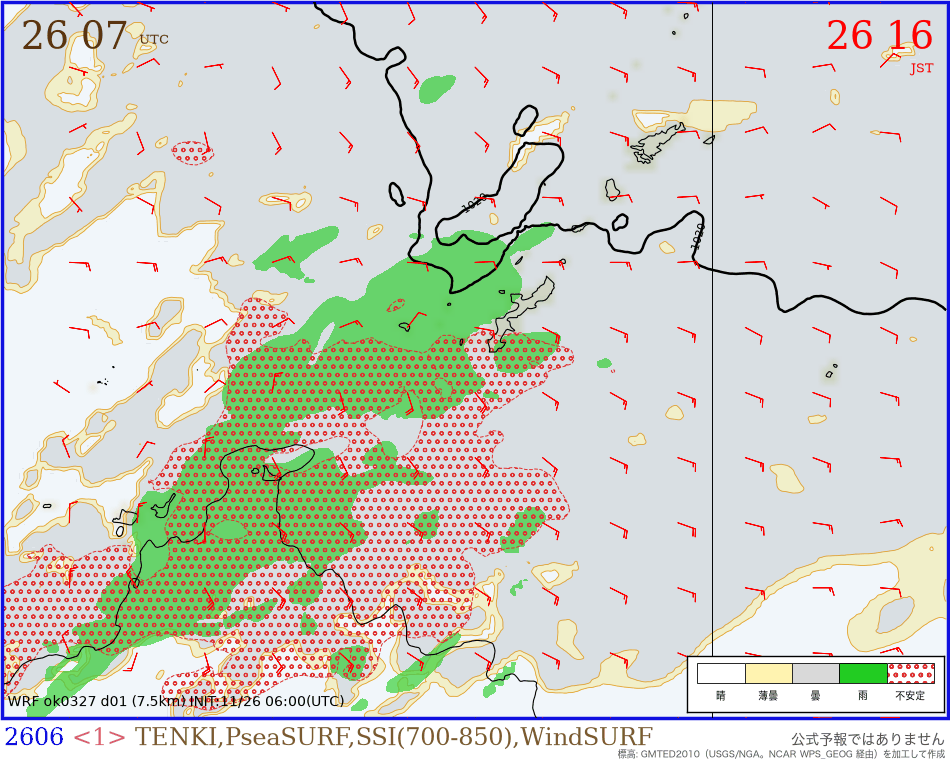 26 07 UTC
26 16
JST
1020
1020
WRF ok0327 d01 (7.5km) INIT:11/26 06:00(UTC)
晴 薄曇 曇 雨 不安定
2606 <1> TENKI,PseaSURF,SSI(700-850),WindSURF
公式予報ではありません
標高: GMTED2010（USGS/NGA。NCAR WPS_GEOG 経由）を加工して作成